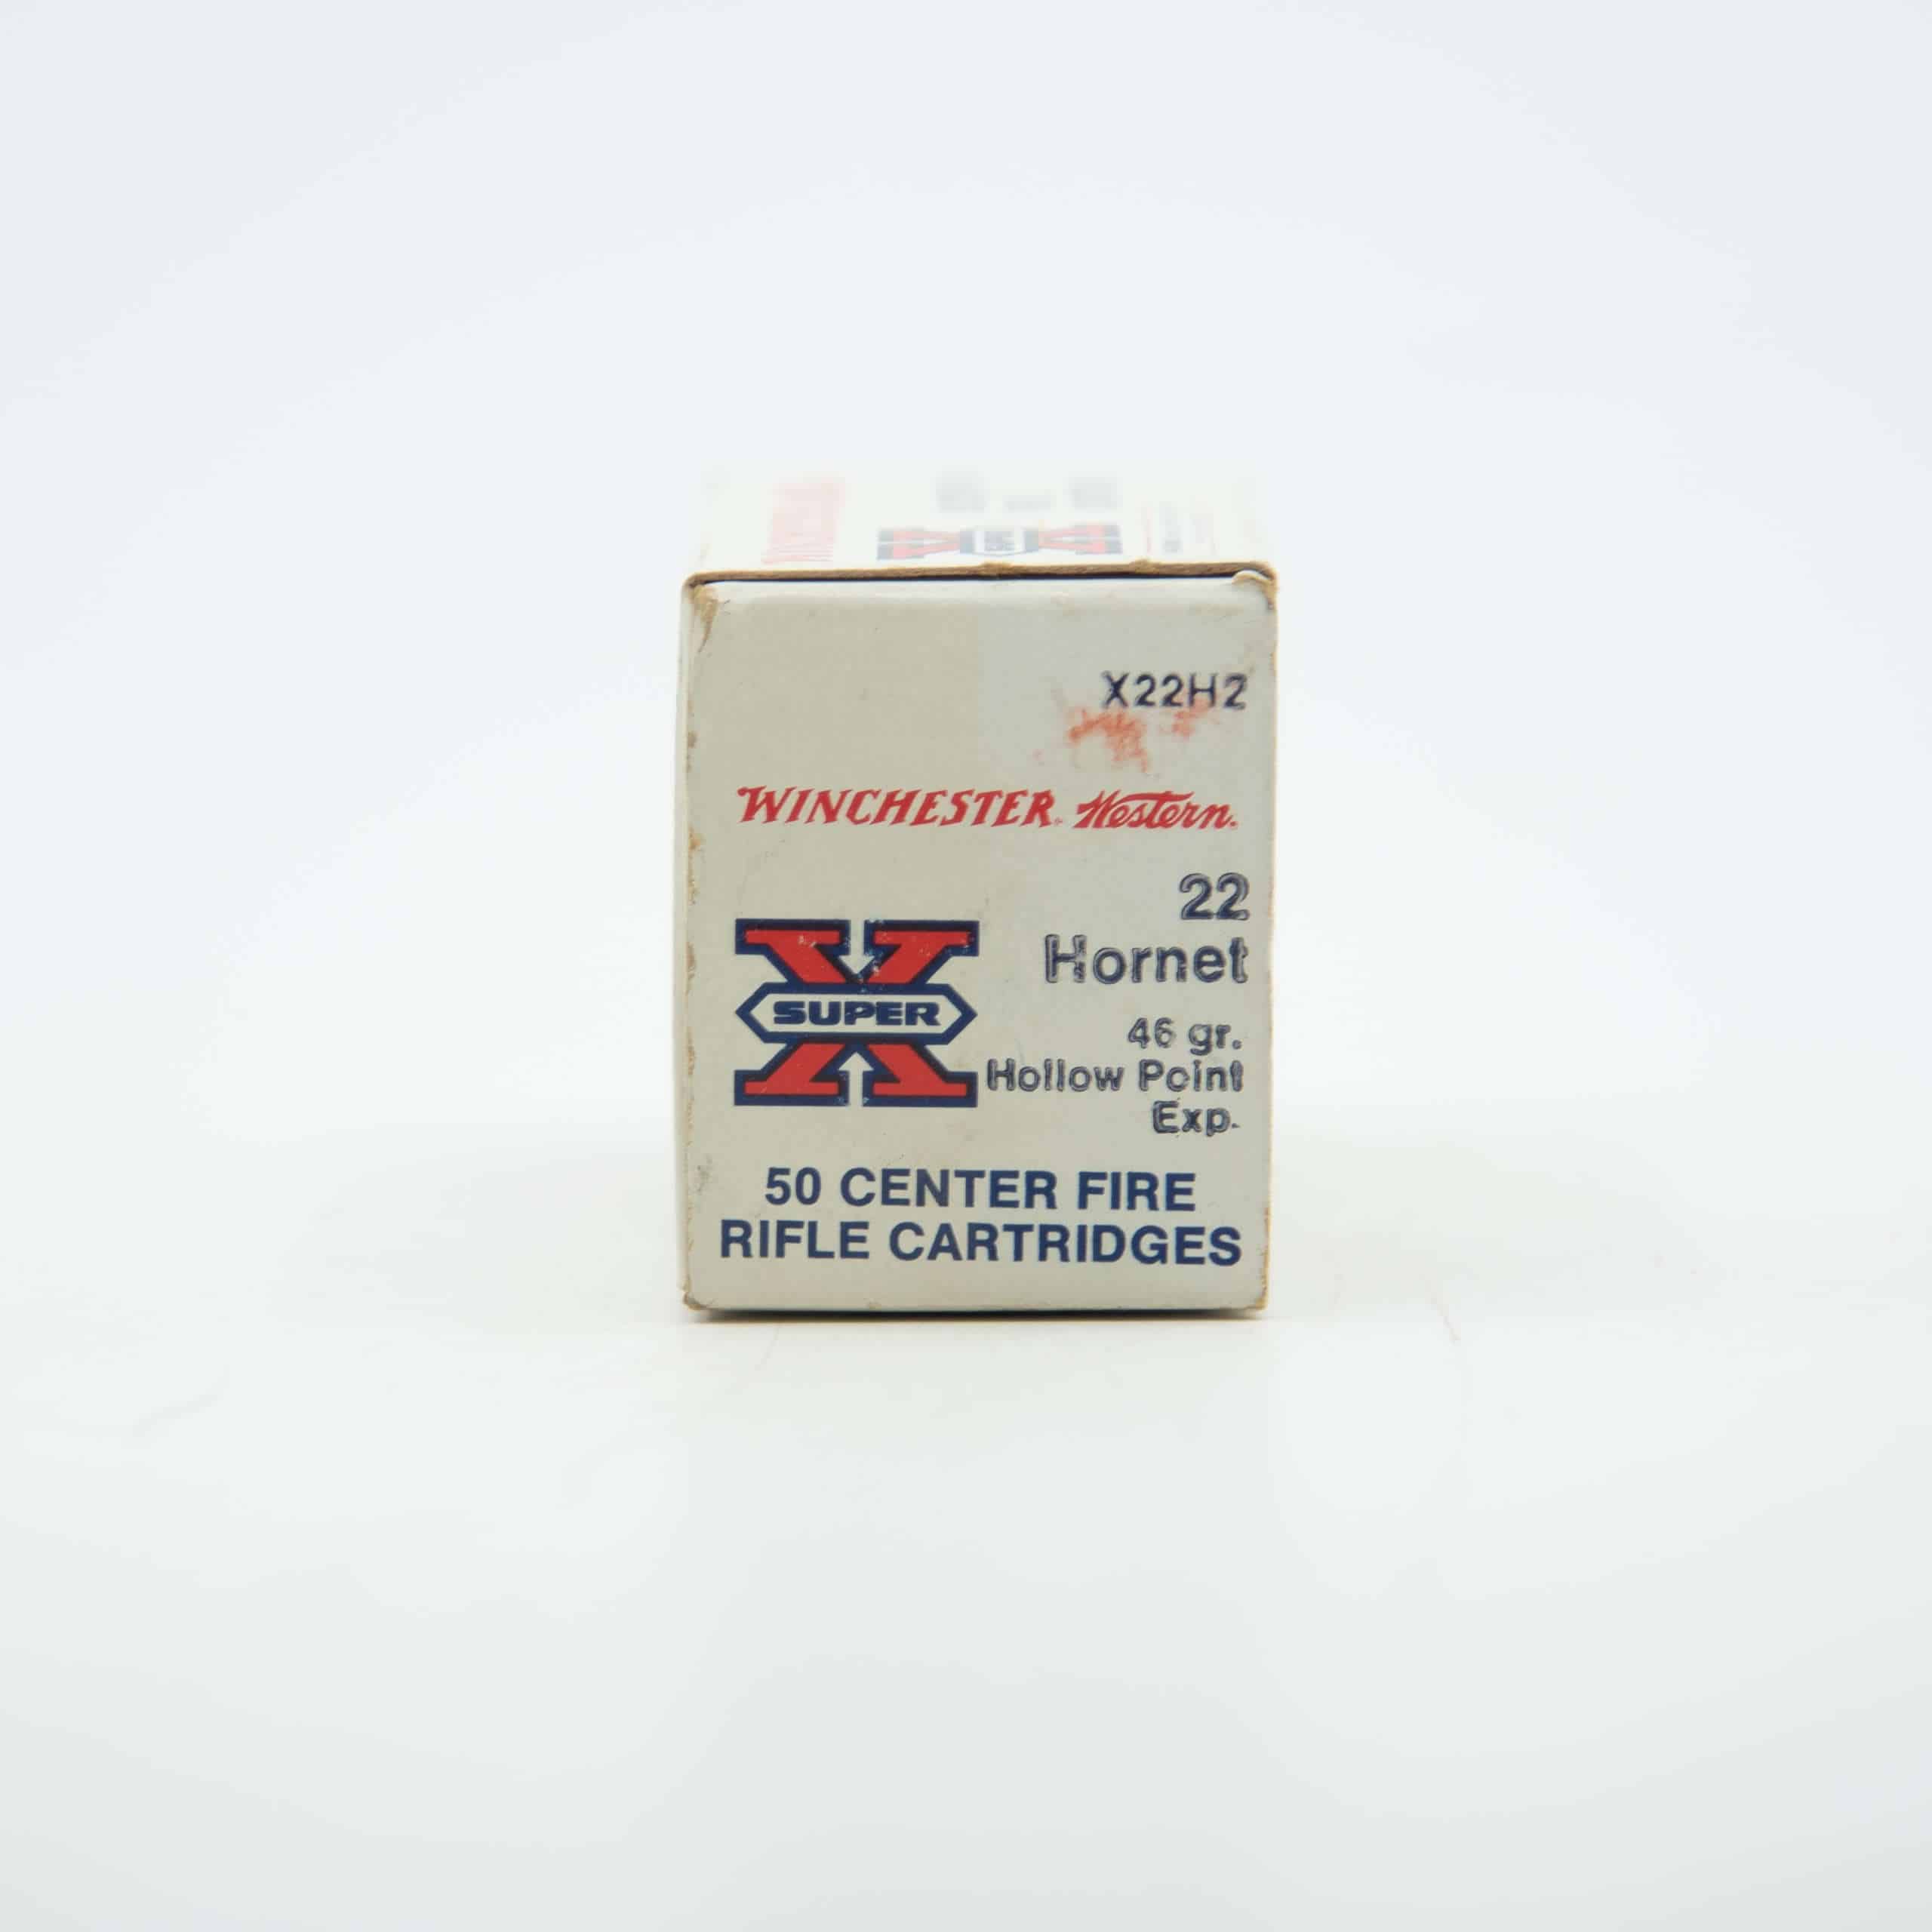 X22H2
WINCHESTER Western.
22
Hornet
SUPER X
46 gr.
Hollow Point
Exp.
50 CENTER FIRE
RIFLE CARTRIDGES